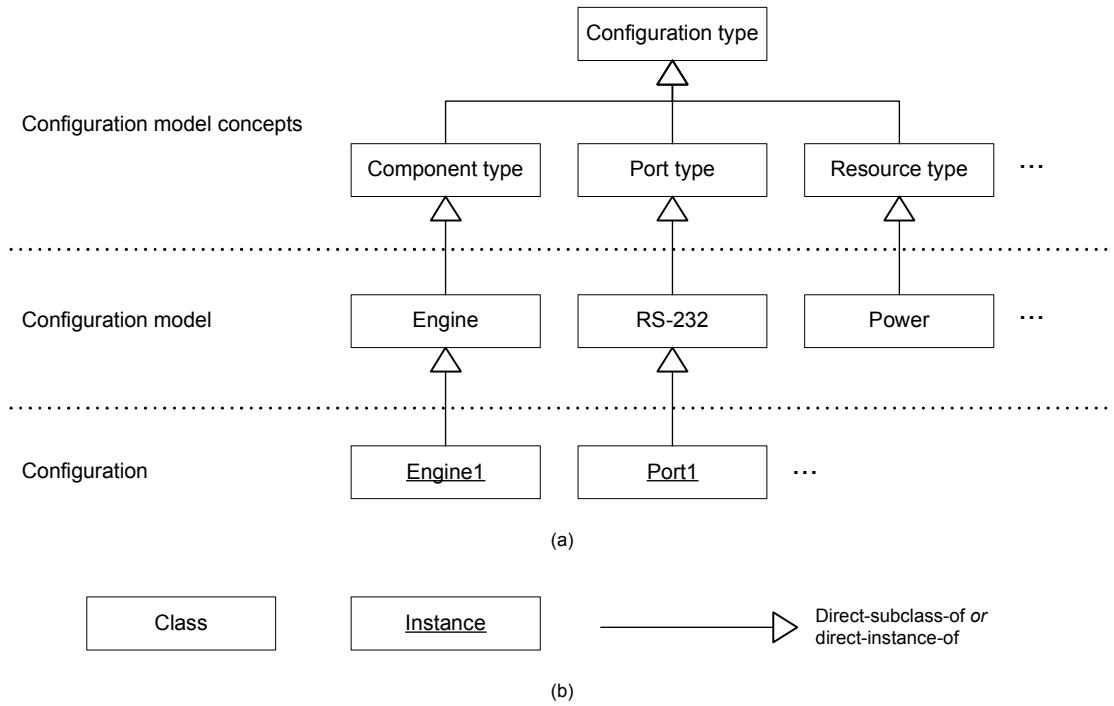 Configuration type
Configuration model concepts
Component type
Port type
Resource type
...
Configuration model
Engine
RS-232
Power
...
Configuration
Engine1
Port1
...
(a)
Class
Instance
Direct-subclass-of or
direct-instance-of
(b)